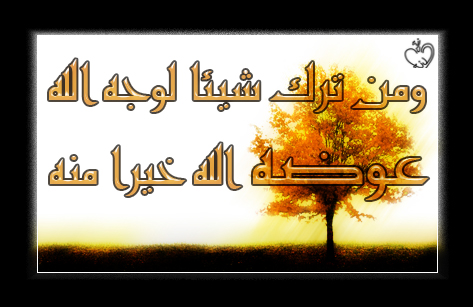 ومن ترك شيئا لوجه الله
عوضه الله خيرا منه